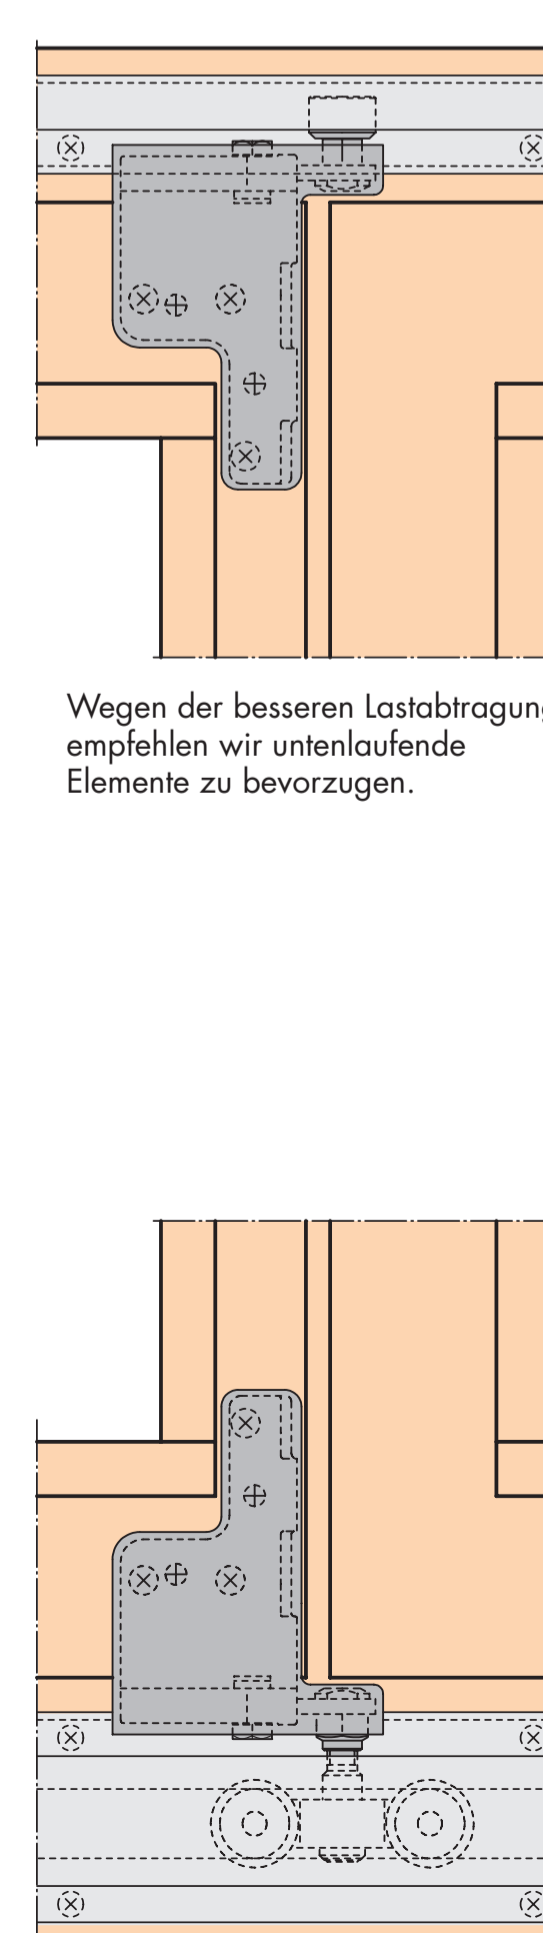 Wegen der besseren Lastabtragung
empfehlen wir untenlaufende
Elemente zu bevorzugen.